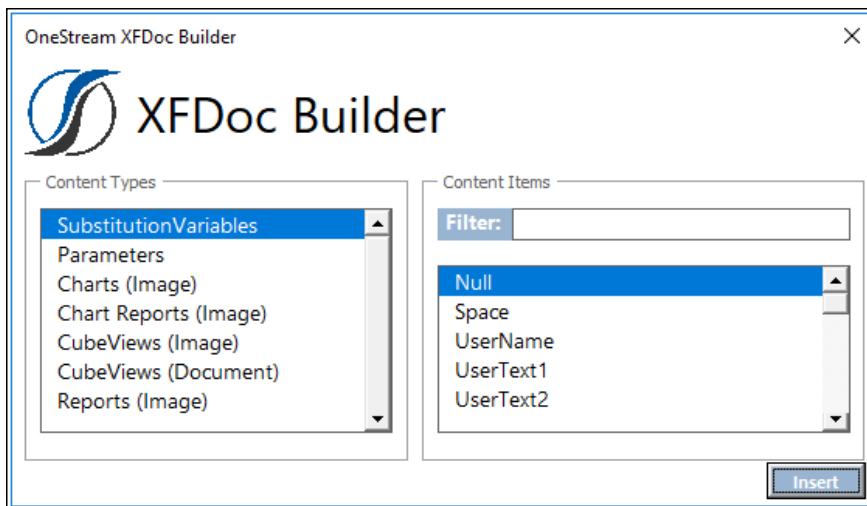 OneStream XFDoc Builder
XFDoc Builder
Content Types
SubstitutionVariables
Parameters
Charts (Image)
Chart Reports (Image)
CubeViews (Image)
CubeViews (Document)
Reports (Image)
Content Items
Filter:
Null
Space
UserName
UserText1
UserText2
Insert